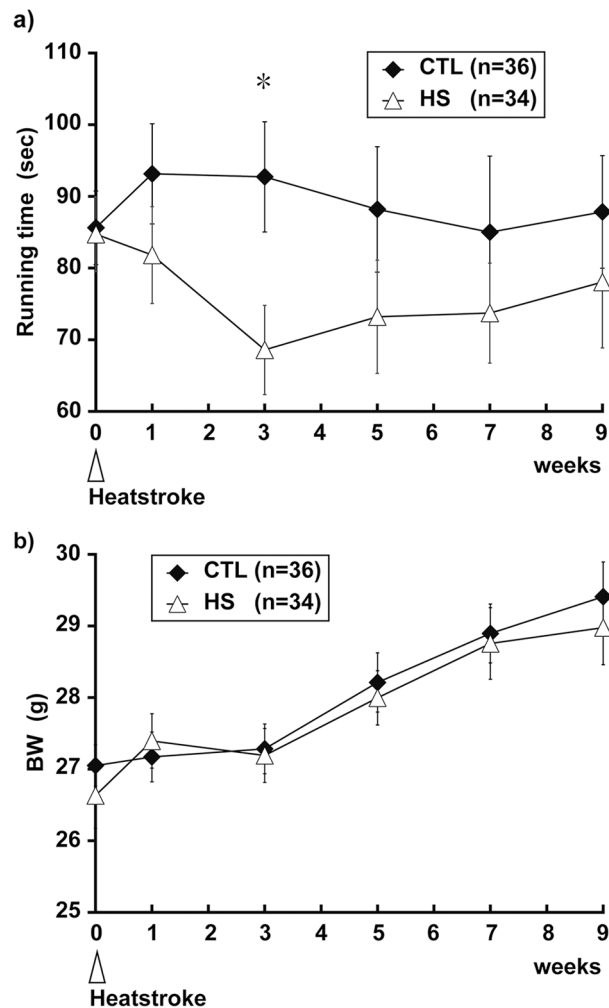 a)
110
100
90
80
70
60
Running time (sec)
*
CTL (n=36)
HS (n=34)
0 1 2 3 4 5 6 7 8 9
weeks
Heatstroke
b)
30
29
28
27
26
25
BW (g)
CTL (n=36)
HS (n=34)
0 1 2 3 4 5 6 7 8 9
weeks
Heatstroke